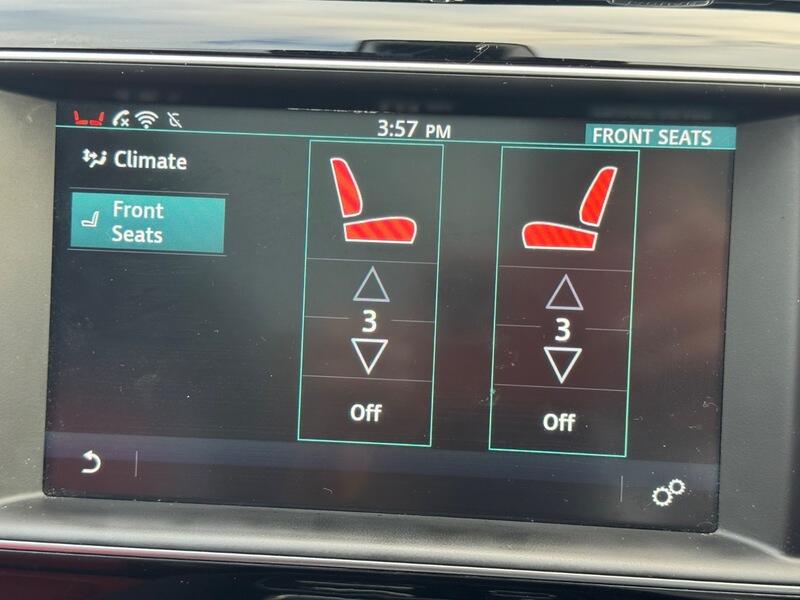 3:57 PM
FRONT SEATS
Climate
Front
Seats
3
3
Off
Off